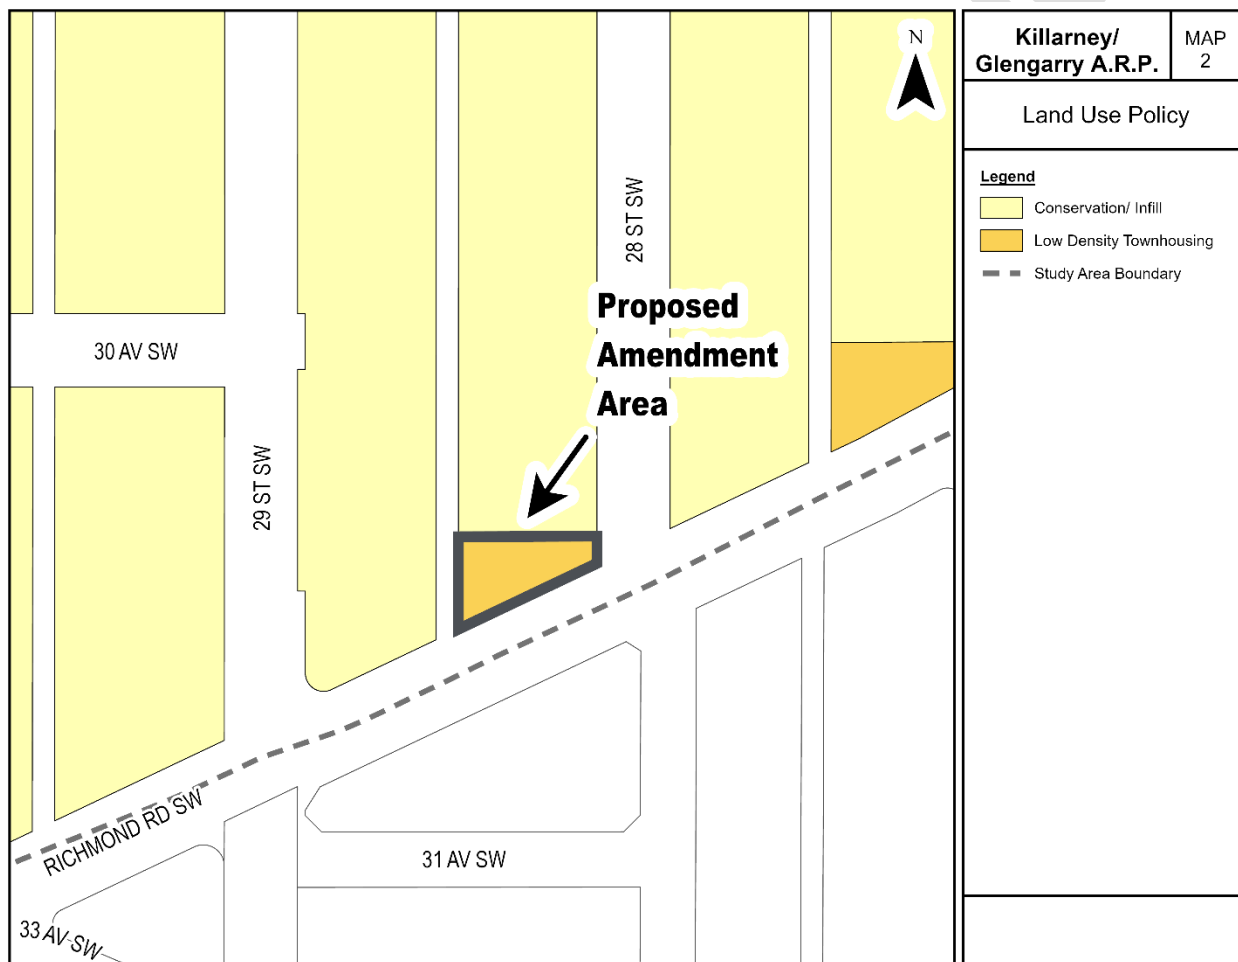 Killarney/
Glengarry A.R.P.
MAP
2
Land Use Policy
Legend
Conservation/ Infill
Low Density Townhousing
Study Area Boundary
N
28 ST SW
Proposed
Amendment
Area
30 AV SW
29 ST SW
RICHMOND RD SW
31 AV SW
33 AV SW